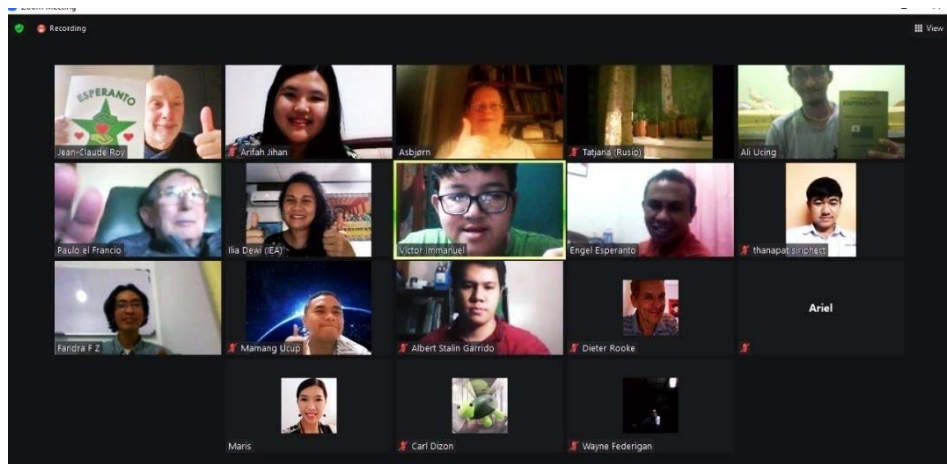 Zoom Meeting
Recording
View
ESPERANTO
Jean-Claude Roy
Arifah Jihan
Asbjørn
Tatjana (Rusio)
ESPERANTO
Ali Ucing
Paulo el Francio
Ilia Dewi (IEA)
Victor Immanuel
Engel Esperanto
thanapat siriphect
Fandra F Z
Mamang Ucup
Albert Stalin Garrido
Dieter Rooke
Ariel
Maris
Carl Dizon
Wayne Federigan